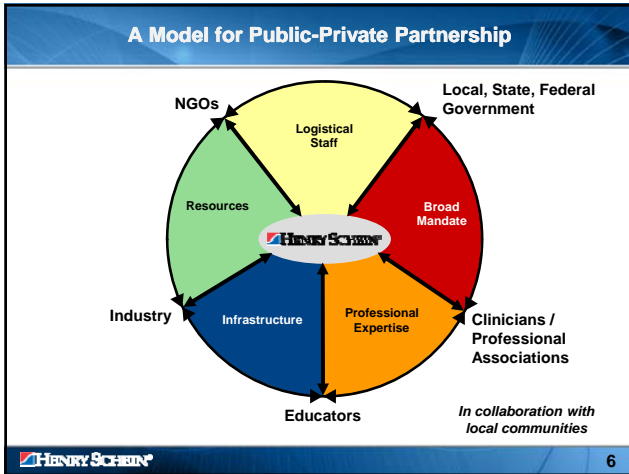 A Model for Public-Private Partnership
NGOs
Local, State, Federal
Government
Logistical
Staff
Resources
Broad
Mandate
HENRY SCHEIN®
Industry
Infrastructure
Professional
Expertise
Clinicians /
Professional
Associations
Educators
In collaboration with
local communities
HENRY SCHEIN®
6